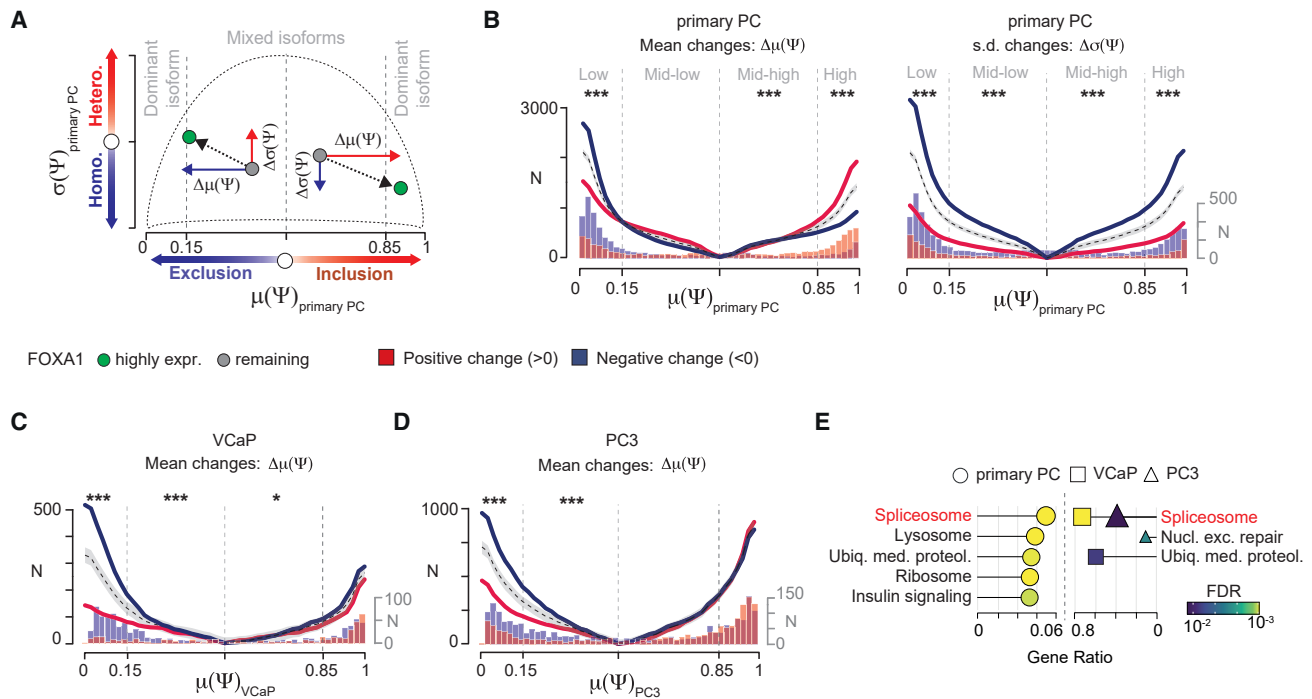 A
Mixed isoforms
Dominant
isoform
Dominant
isoform
Hetero.
Homo.
σ(Ψ)primary PC
Δμ(Ψ)
Δσ(Ψ)
Δσ(Ψ)
Δμ(Ψ)
0
0.15
0.85
1
Exclusion
Inclusion
μ(Ψ)primary PC
B
primary PC
Mean changes: Δμ(Ψ)
Low
Mid-low
Mid-high
High
***
***
***
3000
N
0
0
0.15
0.85
1
μ(Ψ)primary PC
primary PC
s.d. changes: Δσ(Ψ)
Low
Mid-low
Mid-high
High
***
***
***
***
500
N
0
0
0.15
0.85
1
μ(Ψ)primary PC
FOXA1
highly expr.
remaining
Positive change (>0)
Negative change (<0)
C
VCaP
Mean changes: Δμ(Ψ)
***
***
*
500
N
0
100
N
0
0
0.15
0.85
1
μ(Ψ)VCaP
D
PC3
Mean changes: Δμ(Ψ)
***
***
1000
N
0
150
N
0
0
0.15
0.85
1
μ(Ψ)PC3
E
primary PC
VCaP
PC3
Spliceosome
Lysosome
Ubiq. med. proteol.
Ribosome
Insulin signaling
Spliceosome
Nucl. exc. repair
Ubiq. med. proteol.
FDR
10-2
10-3
0
0.06
0.8
0
Gene Ratio